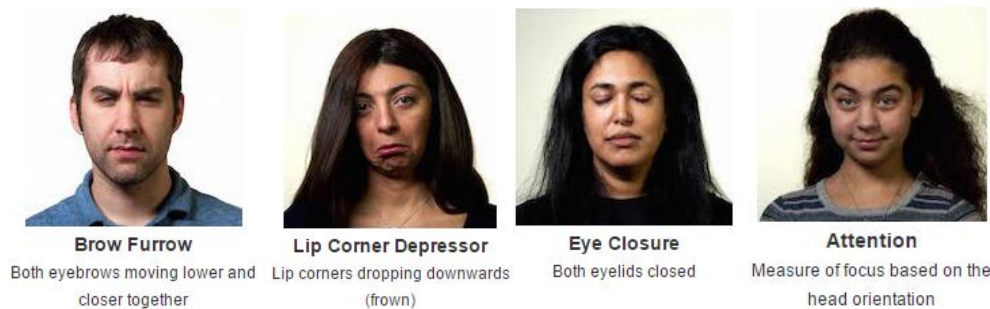 Brow Furrow
Both eyebrows moving lower and
closer together
Lip Corner Depressor
Lip corners dropping downwards
(frown)
Eye Closure
Both eyelids closed
Attention
Measure of focus based on the
head orientation